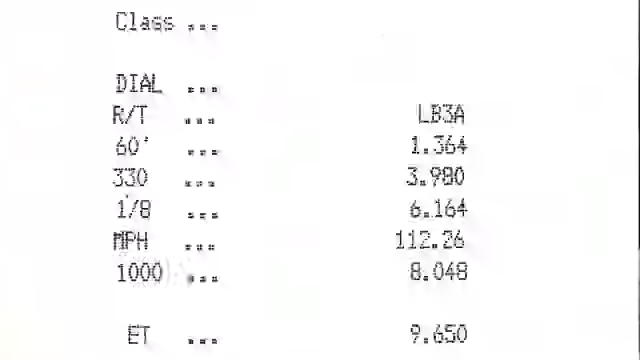 Class ...
DIAL ...
R/T ... LB3A
60' ... 1.364
330 ... 3.980
1/8 ... 6.164
MPH ... 112.26
1000 ... 8.048
ET ... 9.650